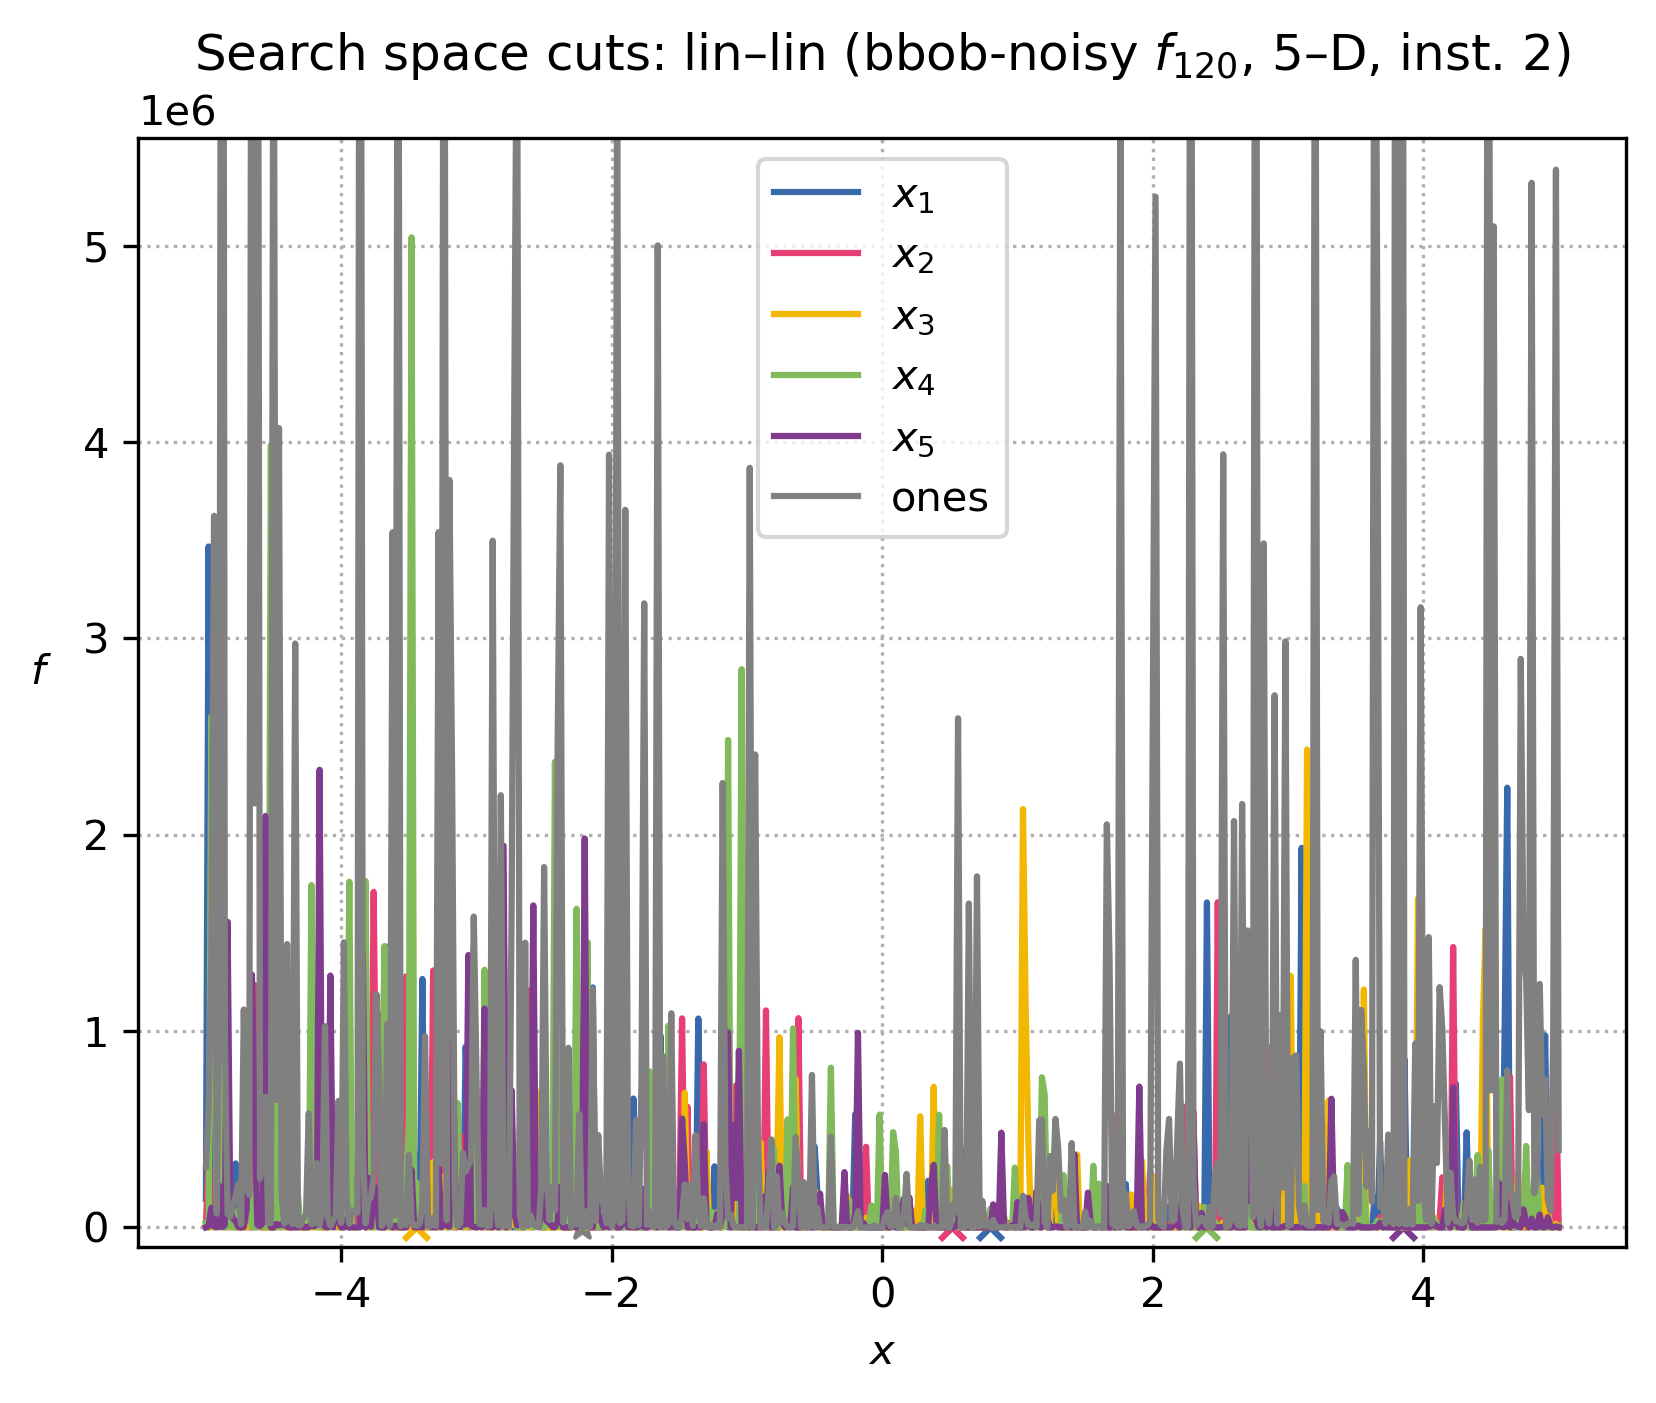 Search space cuts: lin–lin (bbob-noisy f120, 5–D, inst. 2)
1e6
x1
x2
x3
x4
x5
ones
5
4
3
2
1
0
f
−4
−2
0
2
4
x